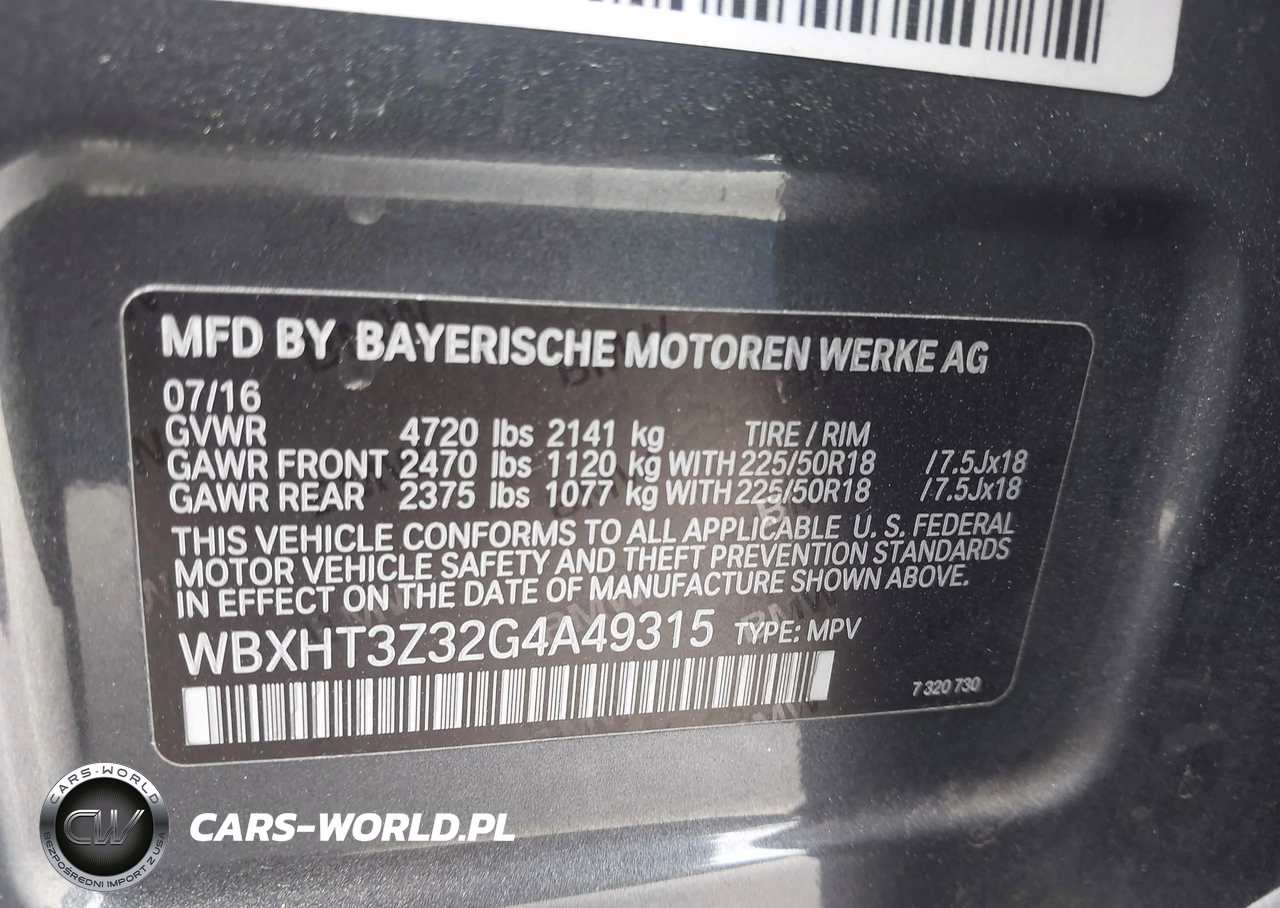 MFD BY BAYERISCHE MOTOREN WERKE AG
07/16
GVWR 4720 lbs 2141 kg TIRE / RIM
GAWR FRONT 2470 lbs 1120 kg WITH 225/50R18 /7.5Jx18
GAWR REAR 2375 lbs 1077 kg WITH 225/50R18 /7.5Jx18
THIS VEHICLE CONFORMS TO ALL APPLICABLE U. S. FEDERAL
MOTOR VEHICLE SAFETY AND THEFT PREVENTION STANDARDS
IN EFFECT ON THE DATE OF MANUFACTURE SHOWN ABOVE.
WBXHT3Z32G4A49315 TYPE: MPV
7 320 730
CARS-WORLD
CW
BEZPOŚREDNI IMPORT Z USA
CARS-WORLD.PL